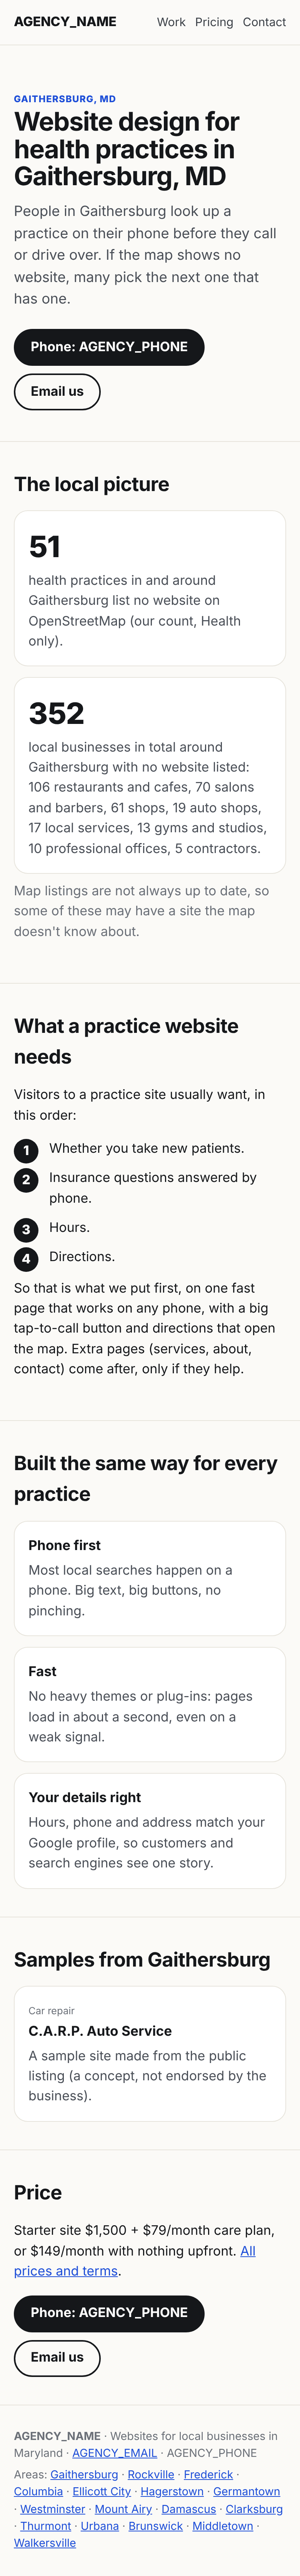 AGENCY_NAME Work Pricing Contact
GAITHERSBURG, MD
Website design for
health practices in
Gaithersburg, MD
People in Gaithersburg look up a
practice on their phone before they call
or drive over. If the map shows no
website, many pick the next one that
has one.
Phone: AGENCY_PHONE
Email us
The local picture
51
health practices in and around
Gaithersburg list no website on
OpenStreetMap (our count, Health
only).
352
local businesses in total around
Gaithersburg with no website listed:
106 restaurants and cafes, 70 salons
and barbers, 61 shops, 19 auto shops,
17 local services, 13 gyms and studios,
10 professional offices, 5 contractors.
Map listings are not always up to date, so
some of these may have a site the map
doesn't know about.
What a practice website
needs
Visitors to a practice site usually want, in
this order:
1 Whether you take new patients.
2 Insurance questions answered by
phone.
3 Hours.
4 Directions.
So that is what we put first, on one fast
page that works on any phone, with a big
tap-to-call button and directions that open
the map. Extra pages (services, about,
contact) come after, only if they help.
Built the same way for every
practice
Phone first
Most local searches happen on a
phone. Big text, big buttons, no
pinching.
Fast
No heavy themes or plug-ins: pages
load in about a second, even on a
weak signal.
Your details right
Hours, phone and address match your
Google profile, so customers and
search engines see one story.
Samples from Gaithersburg
Car repair
C.A.R.P. Auto Service
A sample site made from the public
listing (a concept, not endorsed by the
business).
Price
Starter site $1,500 + $79/month care plan,
or $149/month with nothing upfront. All
prices and terms.
Phone: AGENCY_PHONE
Email us
AGENCY_NAME · Websites for local businesses in
Maryland · AGENCY_EMAIL · AGENCY_PHONE
Areas: Gaithersburg · Rockville · Frederick ·
Columbia · Ellicott City · Hagerstown · Germantown
· Westminster · Mount Airy · Damascus · Clarksburg
· Thurmont · Urbana · Brunswick · Middletown ·
Walkersville